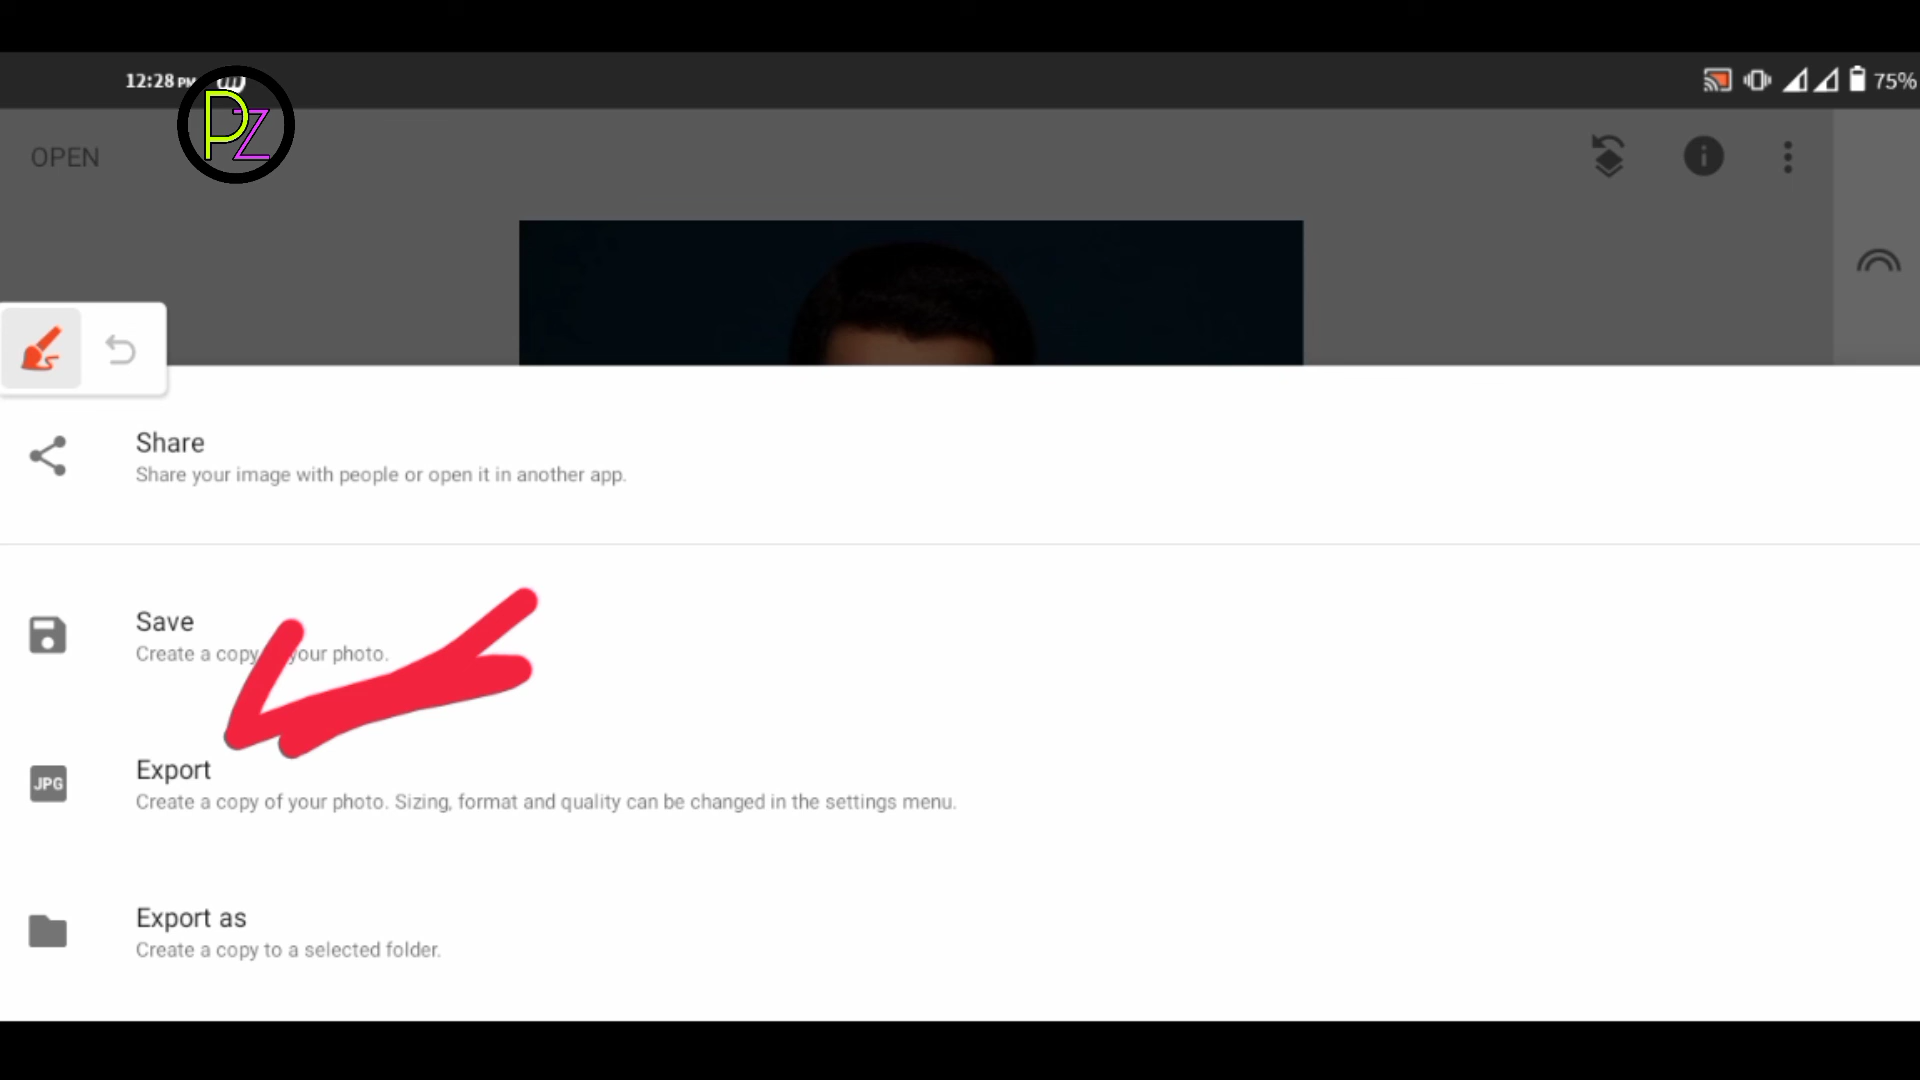 12:28 PM
75%
PZ
OPEN
Share
Share your image with people or open it in another app.
Save
Create a copy your photo.
JPG
Export
Create a copy of your photo. Sizing, format and quality can be changed in the settings menu.
Export as
Create a copy to a selected folder.